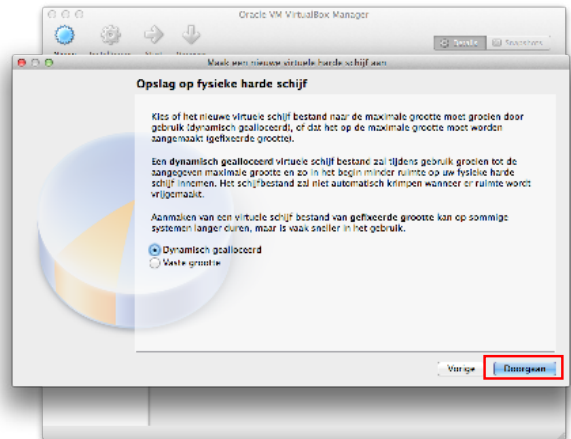 Oracle VM VirtualBox Manager
Details Snapshots
Maak een nieuwe virtuele harde schijf aan
Opslag op fysieke harde schijf
Kies of het nieuwe virtuele schijf bestand naar de maximale grootte moet groeien door
gebruik (dynamisch gealloceerd), of dat het op de maximale grootte moet worden
aangemaakt (gefixeerde grootte).
Een dynamisch gealloceerd virtuele schijf bestand zal tijdens gebruik groeien tot de
aangegeven maximale grootte en zo in het begin minder ruimte op uw fysieke harde
schijf innemen. Het schijfbestand zal niet automatisch krimpen wanneer er ruimte wordt
vrijgemaakt.
Aanmaken van een virtuele schijf bestand van gefixeerde grootte kan op sommige
systemen langer duren, maar is vaak sneller in het gebruik.
Dynamisch gealloceerd
Vaste grootte
Vorige Doorgaan